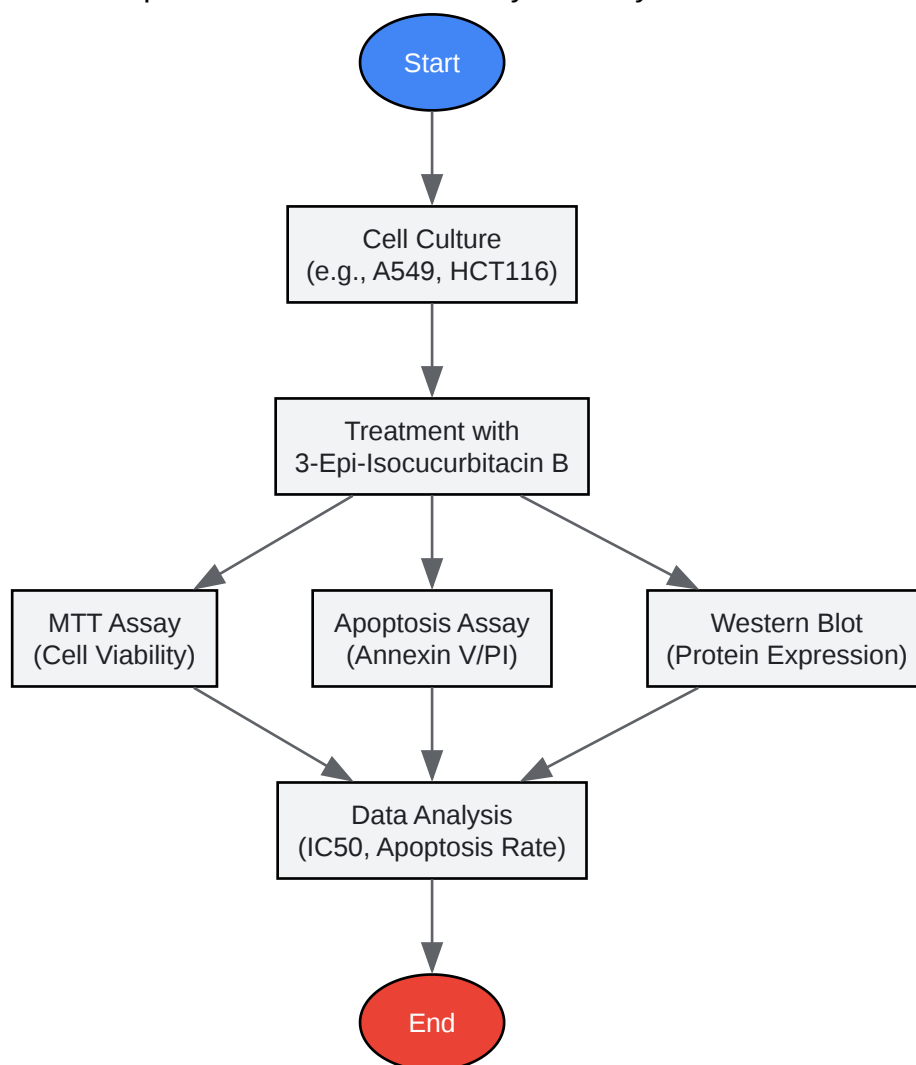 Start
Cell Culture
(e.g., A549, HCT116)
Treatment with
3-Epi-Isocucurbitacin B
MTT Assay
(Cell Viability)
Apoptosis Assay
(Annexin V/PI)
Western Blot
(Protein Expression)
Data Analysis
(IC50, Apoptosis Rate)
End